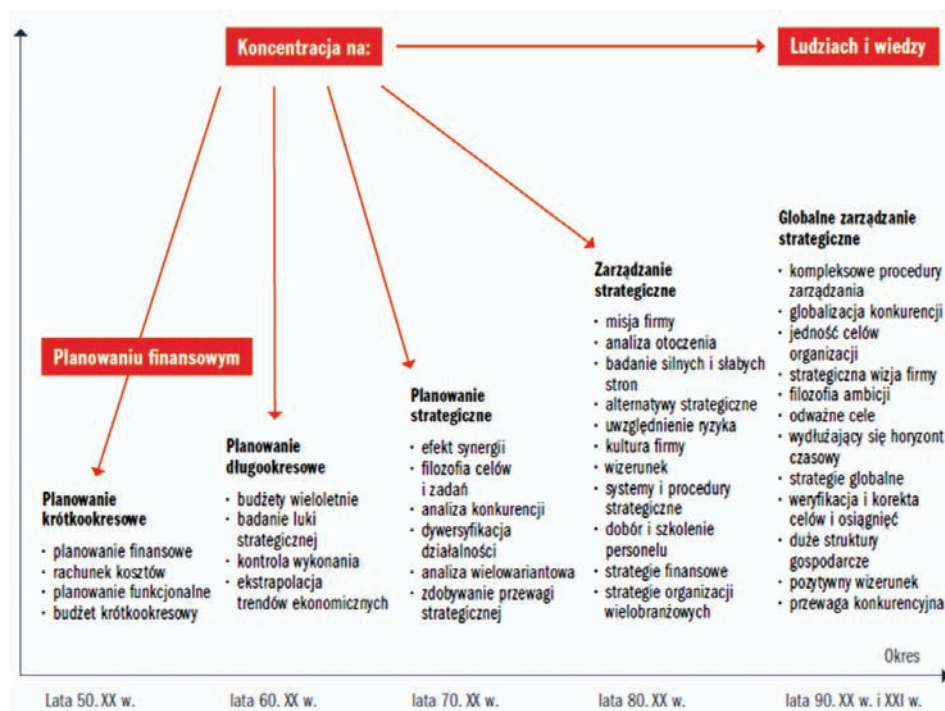 Koncentracja na:
Ludziach i wiedzy
Planowaniu finansowym
Planowanie
krótkookresowe
· planowanie finansowe
· rachunek kosztów
· planowanie funkcjonalne
· budżet krótkookresowy
Planowanie
długookresowe
· budżety wieloletnie
· badanie luki
strategicznej
· kontrola wykonania
· ekstrapolacja
trendów ekonomicznych
Planowanie
strategiczne
· efekt synergii
· filozofia celów
i zadań
· analiza konkurencji
· dywersyfikacja
działalności
· analiza wielowariantowa
· zdobywanie przewagi
strategicznej
Zarządzanie
strategiczne
· misja firmy
· analiza otoczenia
· badanie silnych i słabych
stron
· alternatywy strategiczne
· uwzględnienie ryzyka
· kultura firmy
· wizerunek
· systemy i procedury
strategiczne
· dobór i szkolenie
personelu
· strategie finansowe
· strategie organizacji
wielobranżowych
Globalne zarządzanie
strategiczne
· kompleksowe procedury
zarządzania
· globalizacja konkurencji
· jedność celów
organizacji
· strategiczna wizja firmy
· filozofia ambicji
· odważne cele
· wydłużający się horyzont
czasowy
· strategie globalne
· weryfikacja i korekta
celów i osiągnięć
· duże struktury
gospodarcze
· pozytywny wizerunek
· przewaga konkurencyjna
Okres
Lata 50. XX w.
lata 60. XX w.
lata 70. XX w.
lata 80. XX w.
lata 90. XX w. i XXI w.